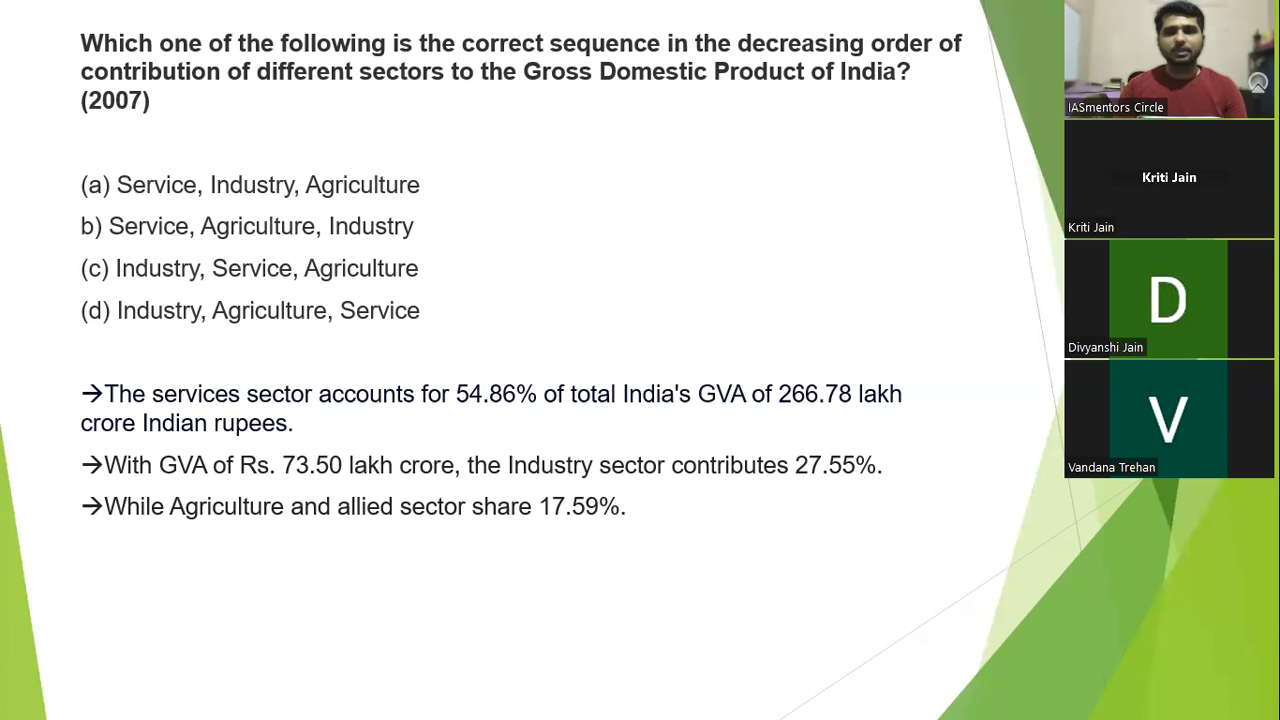 Which one of the following is the correct sequence in the decreasing order of
contribution of different sectors to the Gross Domestic Product of India?
(2007)
(a) Service, Industry, Agriculture
b) Service, Agriculture, Industry
(c) Industry, Service, Agriculture
(d) Industry, Agriculture, Service
→The services sector accounts for 54.86% of total India's GVA of 266.78 lakh
crore Indian rupees.
→With GVA of Rs. 73.50 lakh crore, the Industry sector contributes 27.55%.
→While Agriculture and allied sector share 17.59%.
IASmentors Circle
Kriti Jain
Kriti Jain
D
Divyanshi Jain
V
Vandana Trehan